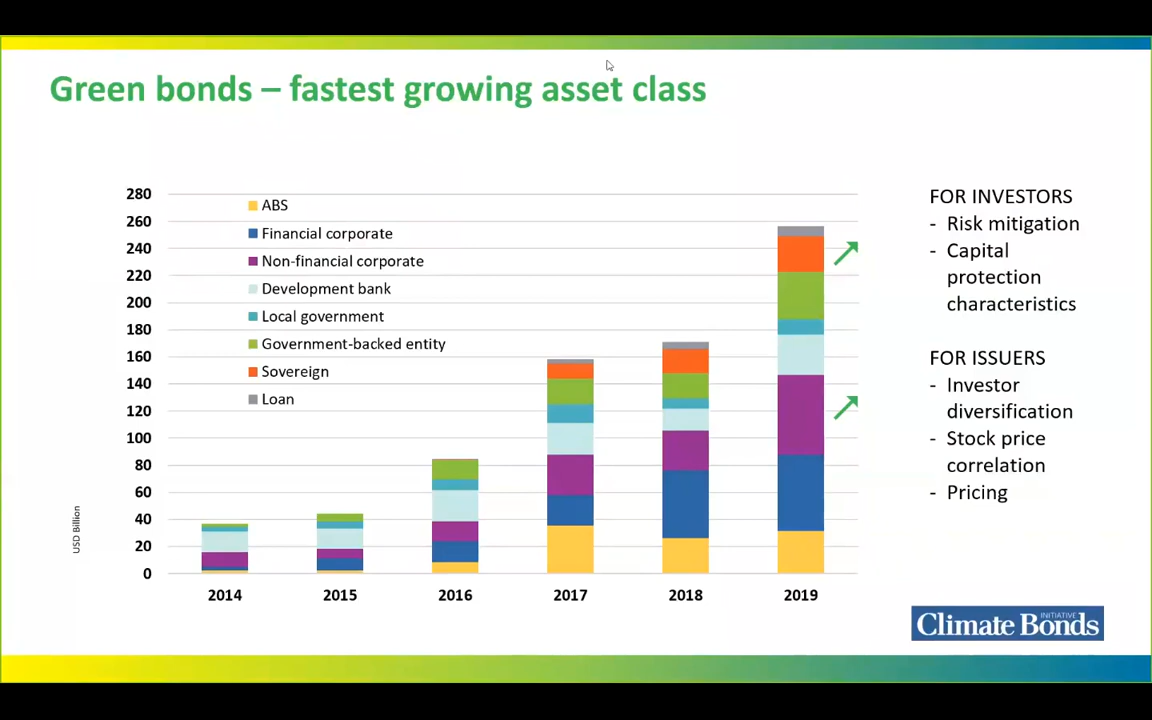 Green bonds – fastest growing asset class
280
260
240
220
200
180
160
140
120
100
80
60
40
20
0
USD Billion
ABS
Financial corporate
Non-financial corporate
Development bank
Local government
Government-backed entity
Sovereign
Loan
2014 2015 2016 2017 2018 2019
FOR INVESTORS
- Risk mitigation
- Capital
protection
characteristics
FOR ISSUERS
- Investor
diversification
- Stock price
correlation
- Pricing
INITIATIVE
Climate Bonds